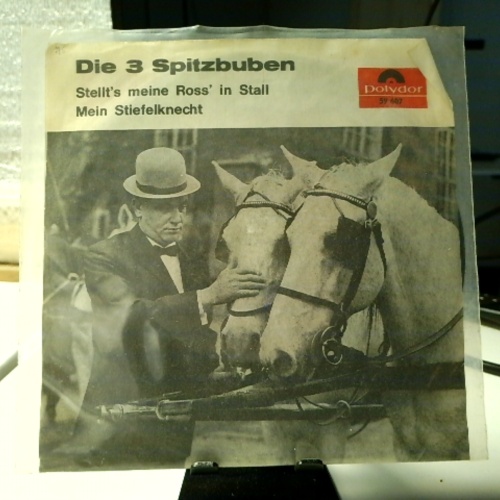 Die 3 Spitzbuben
Stellt's meine Ross' in Stall
Mein Stiefelknecht
Polydor